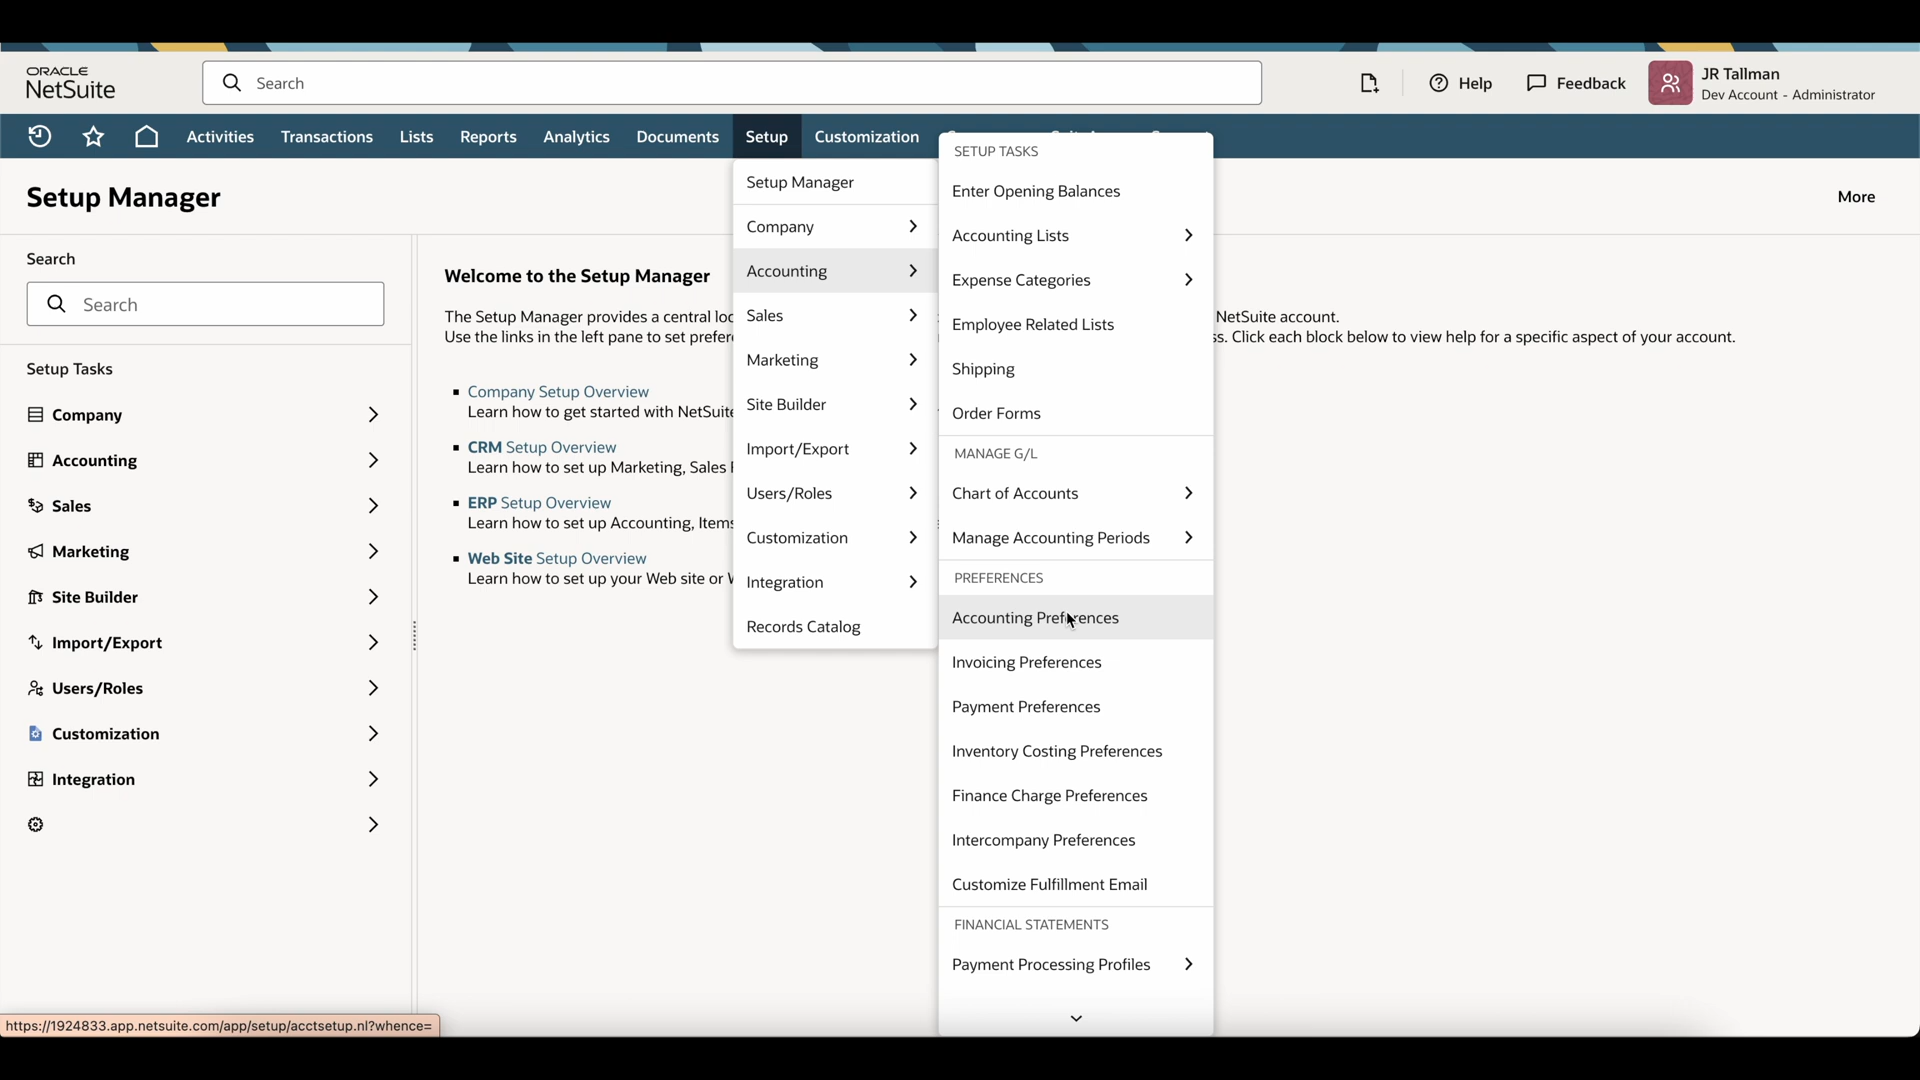 ORACLE
NetSuite
Search
Help
Feedback
JR Tallman
Dev Account - Administrator
Activities
Transactions
Lists
Reports
Analytics
Documents
Setup
Customization
Setup Manager
More
Search
Search
Setup Tasks
Company
Accounting
Sales
Marketing
Site Builder
Import/Export
Users/Roles
Customization
Integration
Welcome to the Setup Manager
The Setup Manager provides a central
NetSuite account.
Use the links in the left pane to set
Click each block below to view help for a specific aspect of your account.
Company Setup Overview
Learn how to get started with NetSuite
CRM Setup Overview
Learn how to set up Marketing, Sales
ERP Setup Overview
Learn how to set up Accounting, Items
Web Site Setup Overview
Learn how to set up your Web site or
Setup Manager
Company
Accounting
Sales
Marketing
Site Builder
Import/Export
Users/Roles
Customization
Integration
Records Catalog
SETUP TASKS
Enter Opening Balances
Accounting Lists
Expense Categories
Employee Related Lists
Shipping
Order Forms
MANAGE G/L
Chart of Accounts
Manage Accounting Periods
PREFERENCES
Accounting Preferences
Invoicing Preferences
Payment Preferences
Inventory Costing Preferences
Finance Charge Preferences
Intercompany Preferences
Customize Fulfillment Email
FINANCIAL STATEMENTS
Payment Processing Profiles
https://1924833.app.netsuite.com/app/setup/acctsetup.nl?whence=